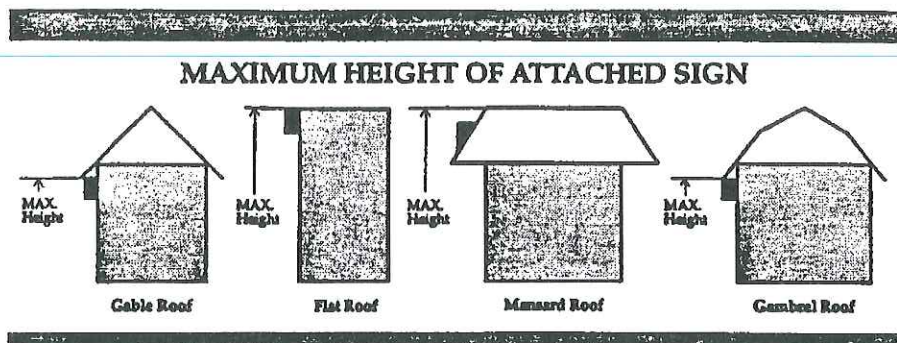 MAXIMUM HEIGHT OF ATTACHED SIGN
MAX.
Height
Gable Roof
MAX.
Height
Flat Roof
MAX.
Height
Mansard Roof
MAX.
Height
Gambrel Roof